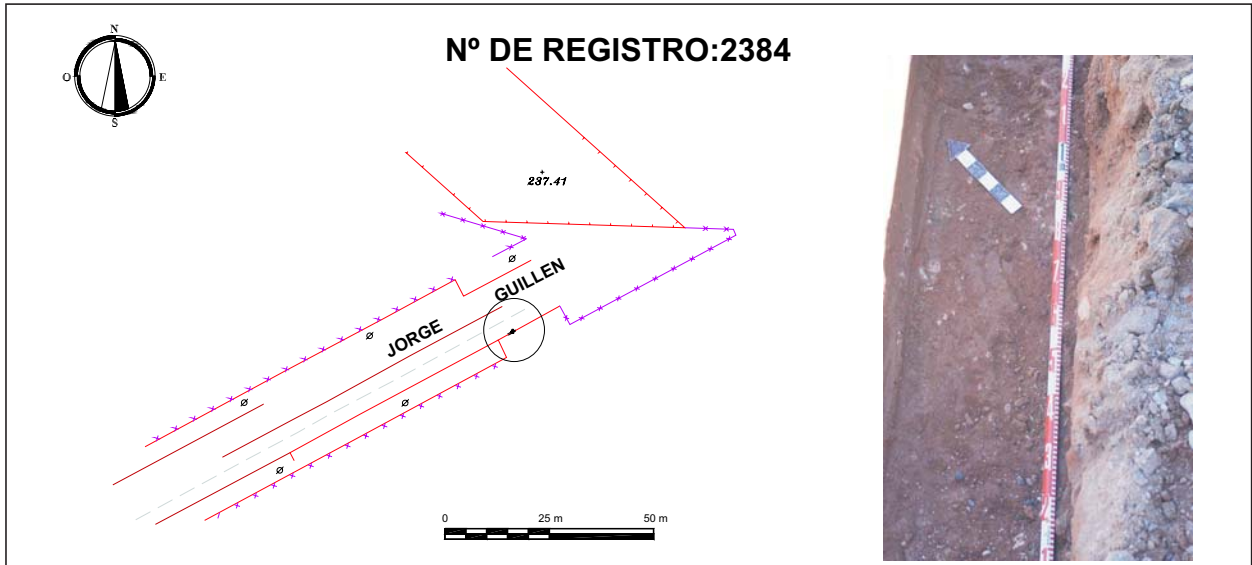 Nº DE REGISTRO:2384
N
O
E
S
237.41
JORGE GUILLEN
0 25 m 50 m